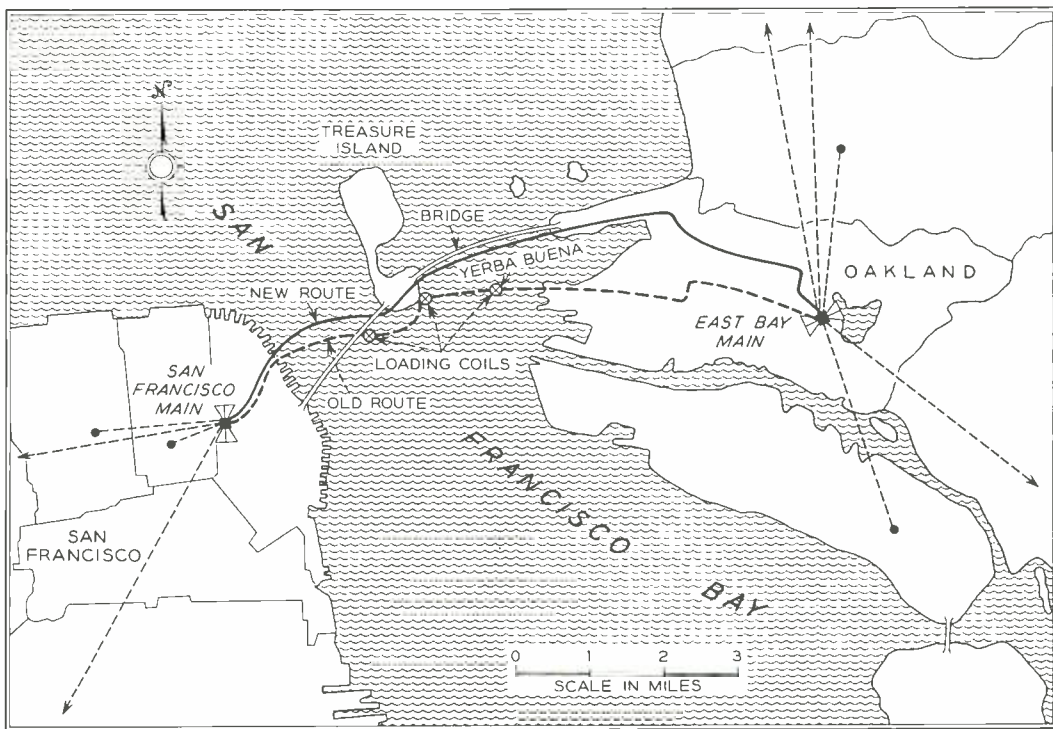 N
TREASURE
ISLAND
SAN
BRIDGE
YERBA BUENA
NEW ROUTE
OAKLAND
EAST BAY
MAIN
LOADING COILS
SAN
FRANCISCO
MAIN
OLD ROUTE
FRANCISCO
SAN
FRANCISCO
BAY
0 1 2 3
SCALE IN MILES